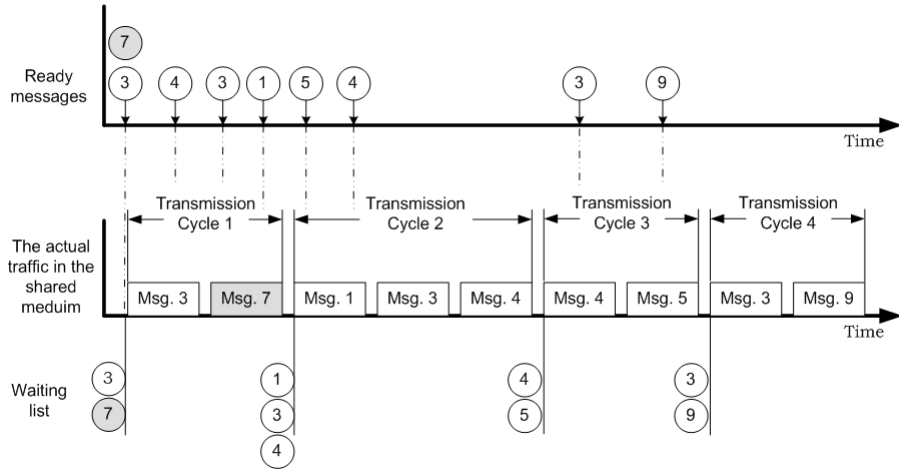 7
Ready
messages
3 4 3 1 5 4 3 9
Time
Transmission
Cycle 1
Transmission
Cycle 2
Transmission
Cycle 3
Transmission
Cycle 4
The actual
traffic in the
shared
meduim
Msg. 3 Msg. 7 Msg. 1 Msg. 3 Msg. 4 Msg. 4 Msg. 5 Msg. 3 Msg. 9
Time
Waiting
list
3 1 4 3
7 3 5 9
4